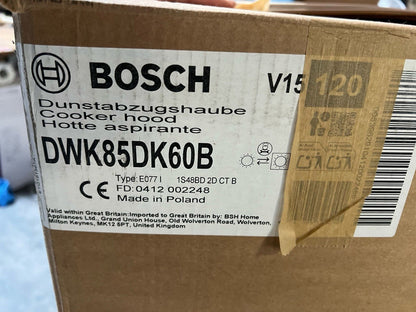 BOSCH V15
120
Dunstabzugshaube
Cooker hood
Hotte aspirante
DWK85DK60B
Type: E077 I 1S48BD 2D CT B
CE FD: 0412 002248
Made in Poland
Valid within Great Britain: Imported to Great Britain by: BSH Home
Appliances Ltd., Grand Union House, Old Wolverton Road, Wolverton,
Milton Keynes, MK12 5PT, United Kingdom